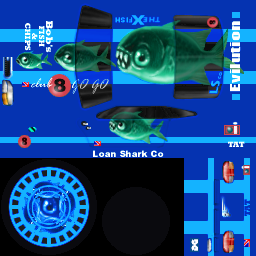 THE X FISH
Bob's
FISH
&
CHIPS
Evilution
club 8 GO GO
TAT
Loan Shark Co